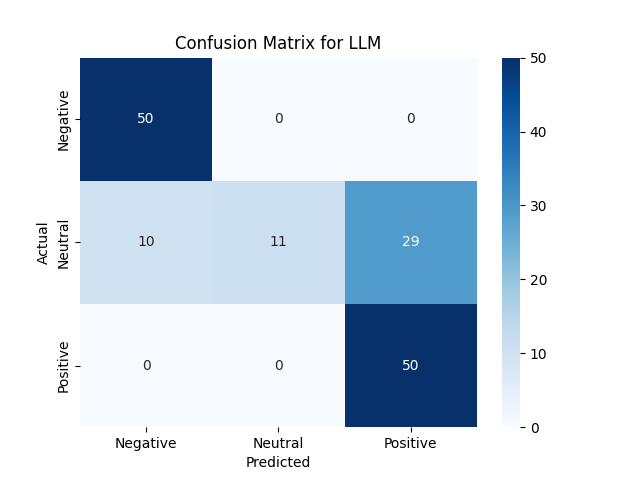 Confusion Matrix for LLM
Actual
Negative
50 0 0
Neutral
10 11 29
Positive
0 0 50
Negative Neutral Positive
Predicted
50
40
30
20
10
0